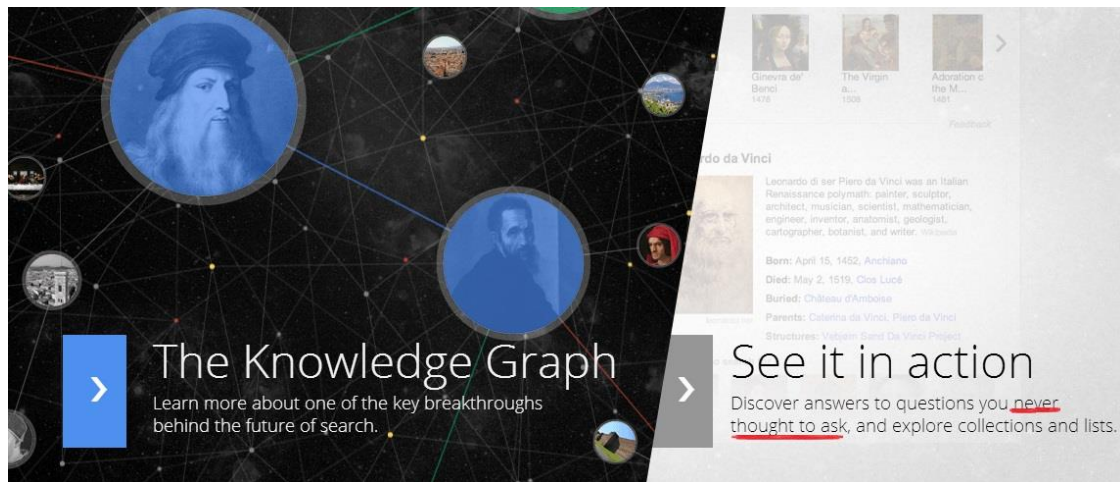 The Knowledge Graph
Learn more about one of the key breakthroughs
behind the future of search.
Ginevra de'
Benci
1476
The Virgin
a...
1508
Adoration o
the M...
1481
Feedback
rdo da Vinci
Leonardo di ser Piero da Vinci was an Italian
Renaissance polymath: painter, sculptor,
architect, musician, scientist, mathematician,
engineer, inventor, anatomist, geologist,
cartographer, botanist, and writer. Wikipedia
Born: April 15, 1452, Anchiano
Died: May 2, 1519, Clos Lucé
Buried: Château d'Amboise
Parents: Caterina da Vinci, Piero da Vinci
Structures: Vebjørn Sand Da Vinci Project
See it in action
Discover answers to questions you never
thought to ask, and explore collections and lists.